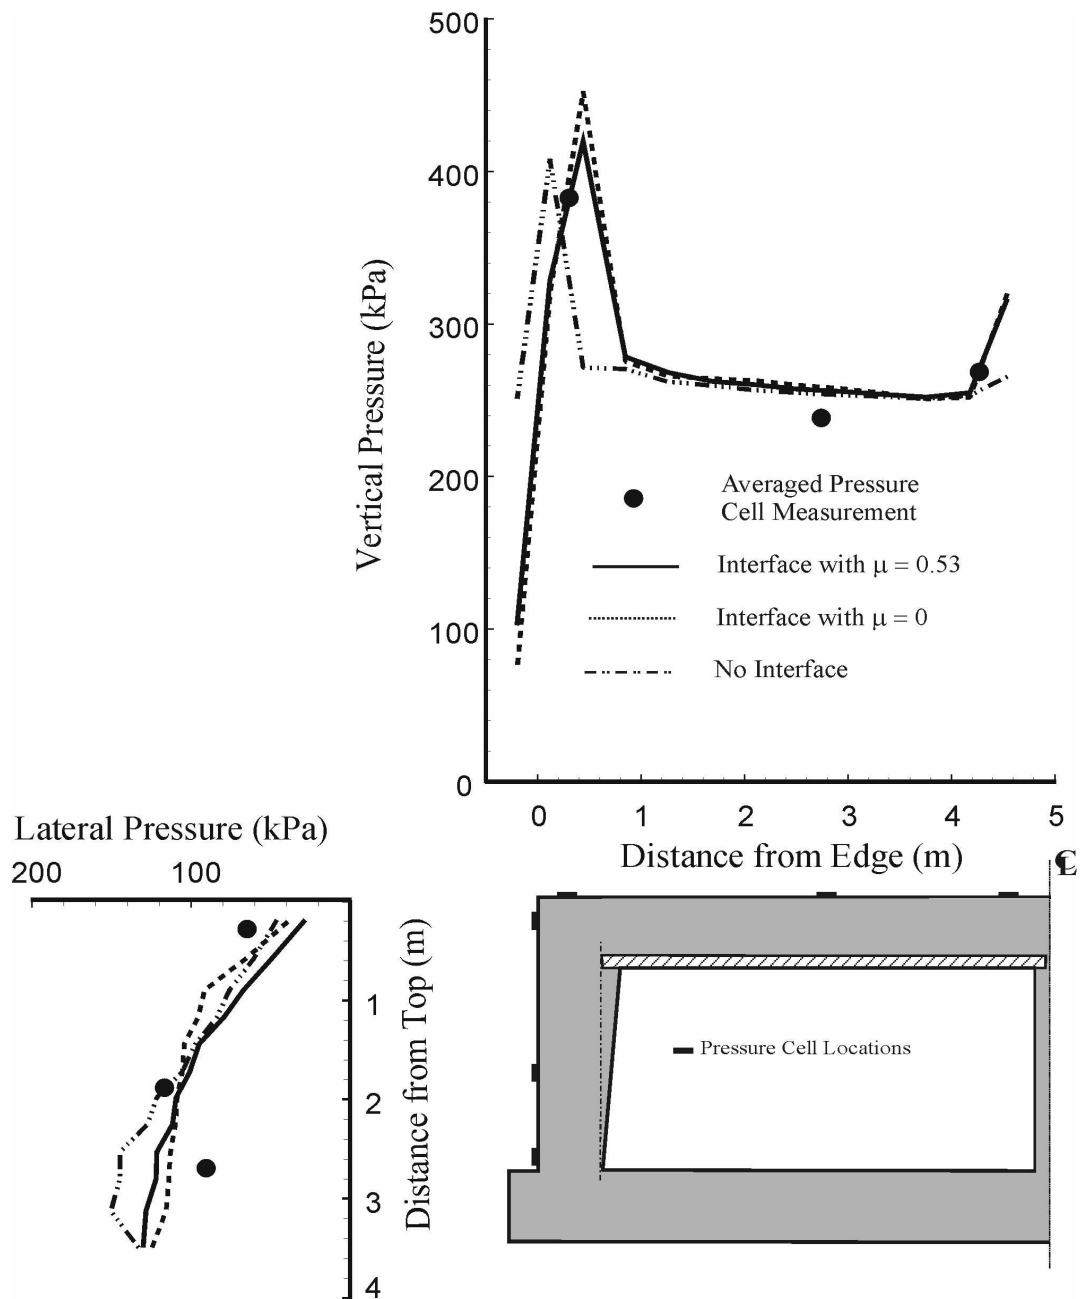 500
400
300
200
100
0
Vertical Pressure (kPa)
Averaged Pressure
Cell Measurement
Interface with μ = 0.53
Interface with μ = 0
No Interface
0 1 2 3 4 5
Distance from Edge (m)
℄
Lateral Pressure (kPa)
200 100
1
2
3
4
Distance from Top (m)
Pressure Cell Locations